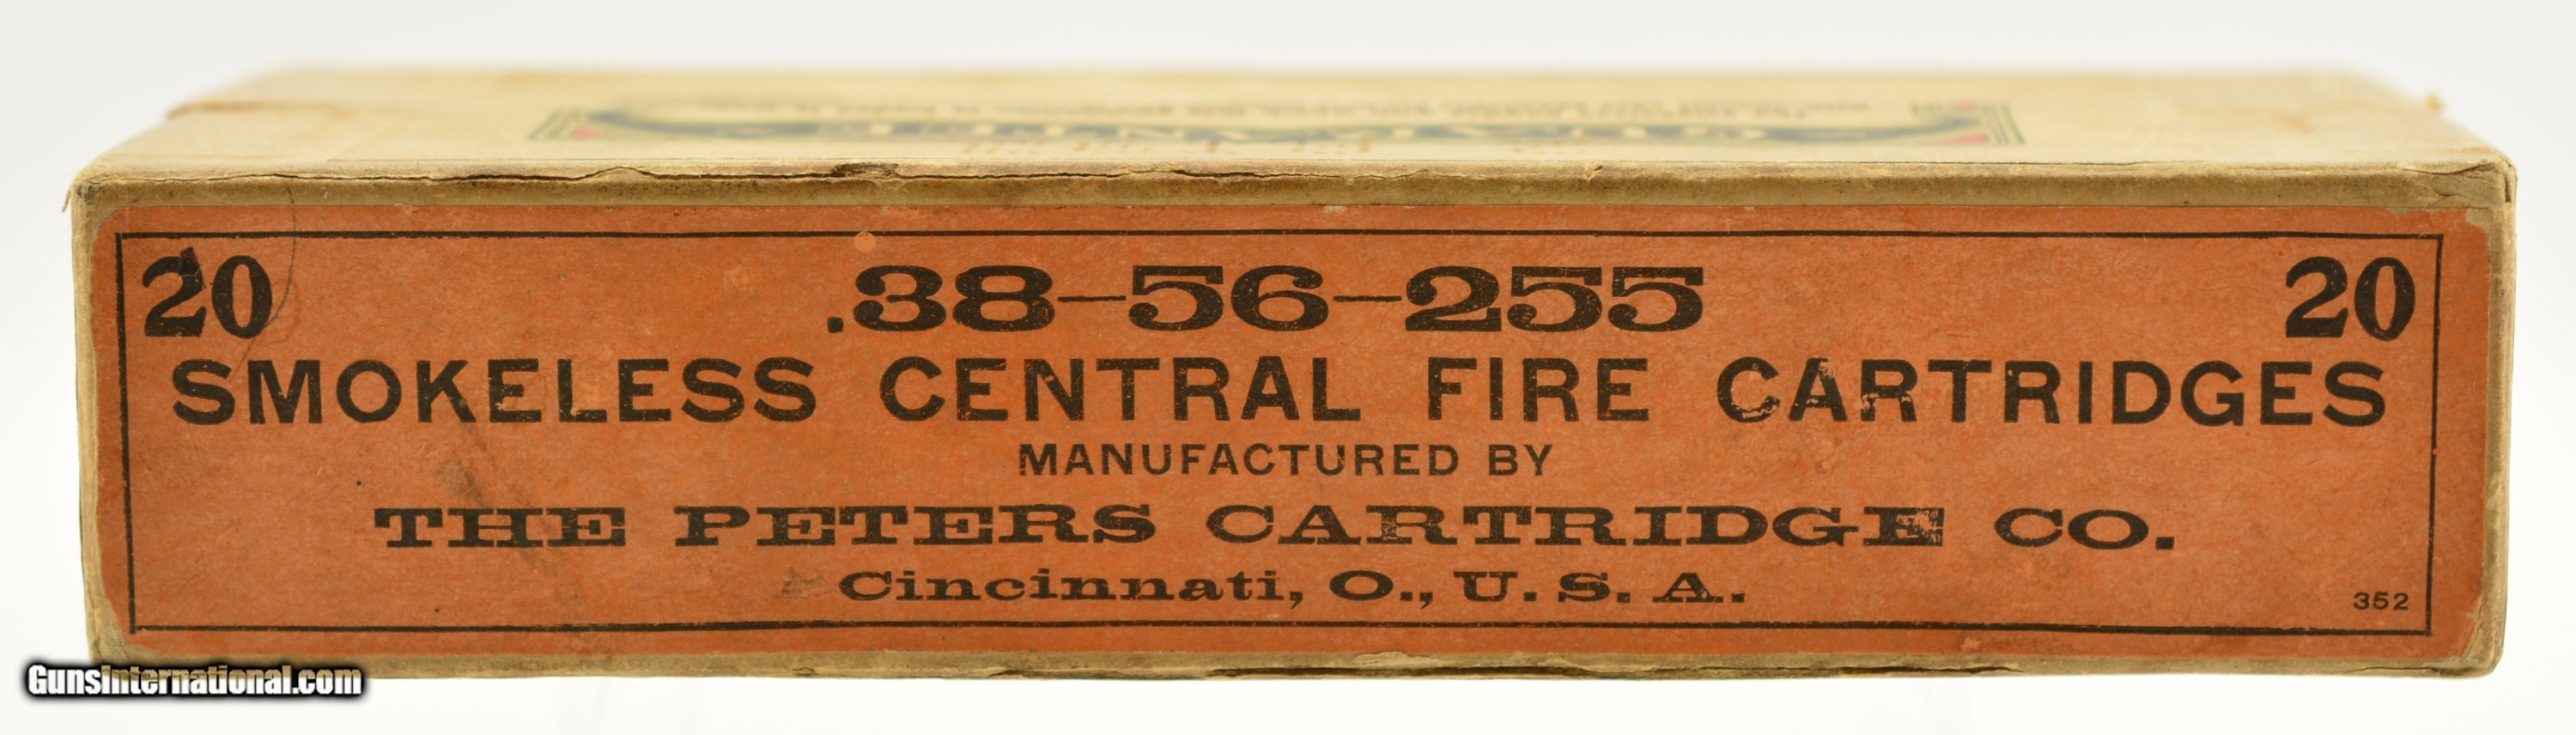 20 .38-56-255 20
SMOKELESS CENTRAL FIRE CARTRIDGES
MANUFACTURED BY
THE PETERS CARTRIDGE CO.
Cincinnati, O., U. S. A.
352
GunsInternational.com